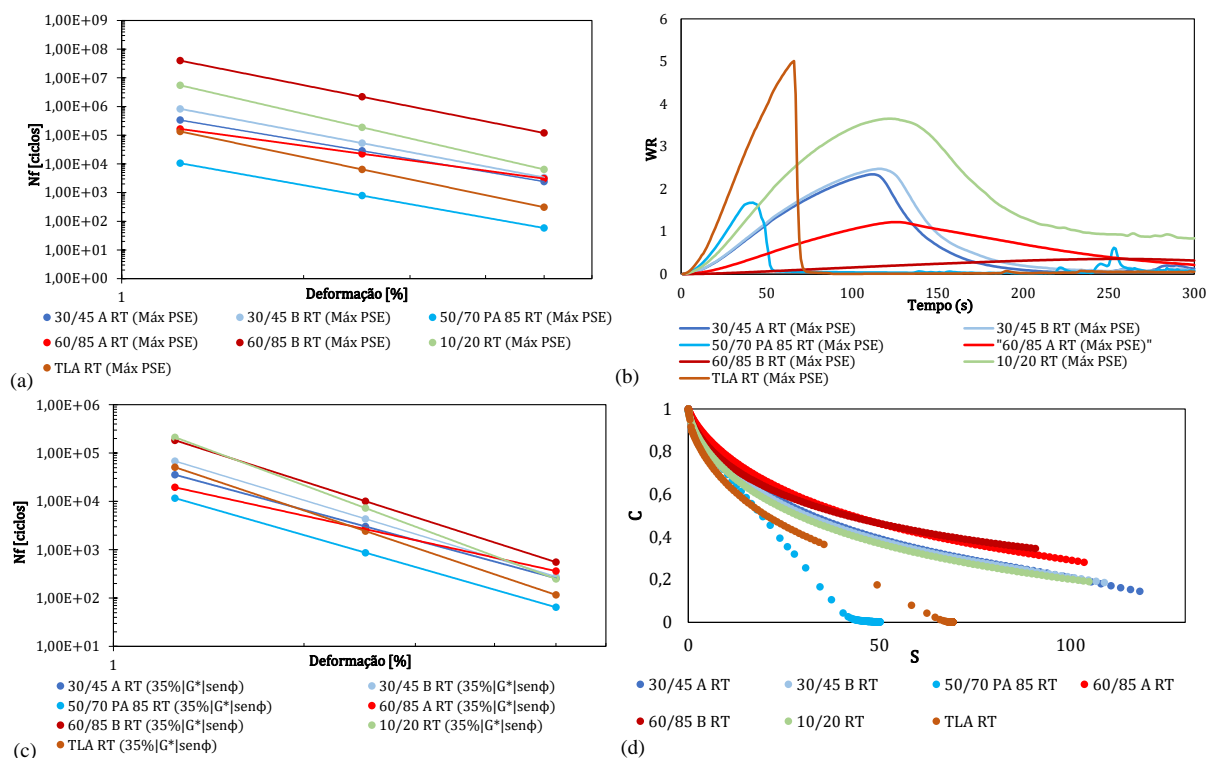 1,00E+09
1,00E+08
1,00E+07
1,00E+06
1,00E+05
1,00E+04
1,00E+03
1,00E+02
1,00E+01
1,00E+00
Nf [ciclos]
1
Deformação [%]
30/45 A RT (Máx PSE) 30/45 B RT (Máx PSE) 50/70 PA 85 RT (Máx PSE)
60/85 A RT (Máx PSE) 60/85 B RT (Máx PSE) 10/20 RT (Máx PSE)
TLA RT (Máx PSE)
(a)
6
5
4
3
2
1
0
WR
0 50 100 150 200 250 300
Tempo (s)
30/45 A RT (Máx PSE) 30/45 B RT (Máx PSE)
50/70 PA 85 RT (Máx PSE) "60/85 A RT (Máx PSE)"
60/85 B RT (Máx PSE) 10/20 RT (Máx PSE)
TLA RT (Máx PSE)
(b)
1,00E+06
1,00E+05
1,00E+04
1,00E+03
1,00E+02
1,00E+01
Nf [ciclos]
1
Deformação [%]
30/45 A RT (35%|G*|senϕ) 30/45 B RT (35%|G*|senϕ)
50/70 PA 85 RT (35%|G*|senϕ) 60/85 A RT (35%|G*|senϕ)
60/85 B RT (35%|G*|senϕ) 10/20 RT (35%|G*|senϕ)
TLA RT (35%|G*|senϕ)
(c)
1
0,8
0,6
0,4
0,2
0
C
0 50 100
S
30/45 A RT 30/45 B RT 50/70 PA 85 RT 60/85 A RT
60/85 B RT 10/20 RT TLA RT
(d)